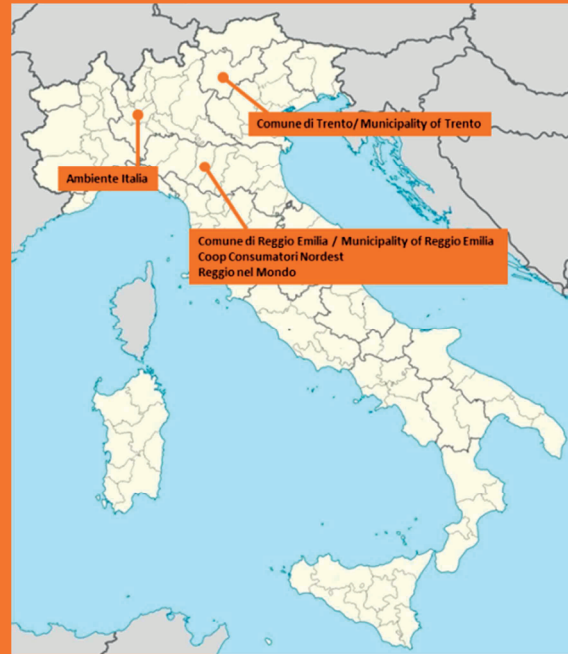 Comune di Trento/ Municipality of Trento
Ambiente Italia
Comune di Reggio Emilia / Municipality of Reggio Emilia
Coop Consumatori Nordest
Reggio nel Mondo